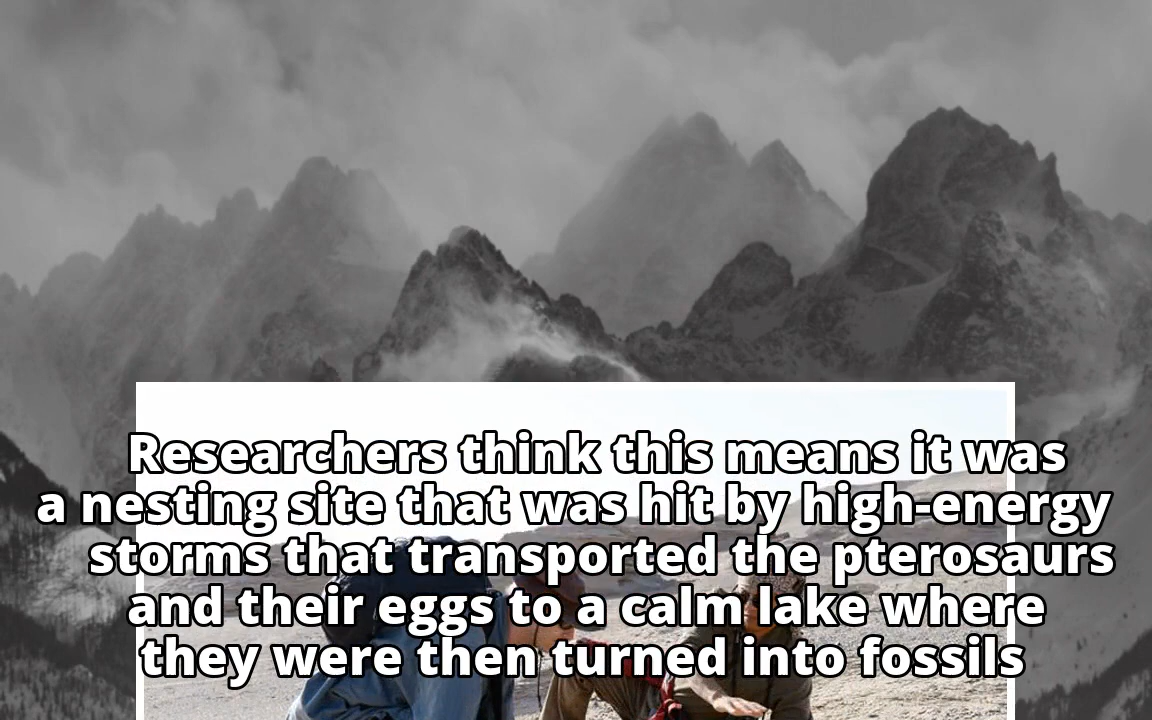 Researchers think this means it was
a nesting site that was hit by high-energy
storms that transported the pterosaurs
and their eggs to a calm lake where
they were then turned into fossils